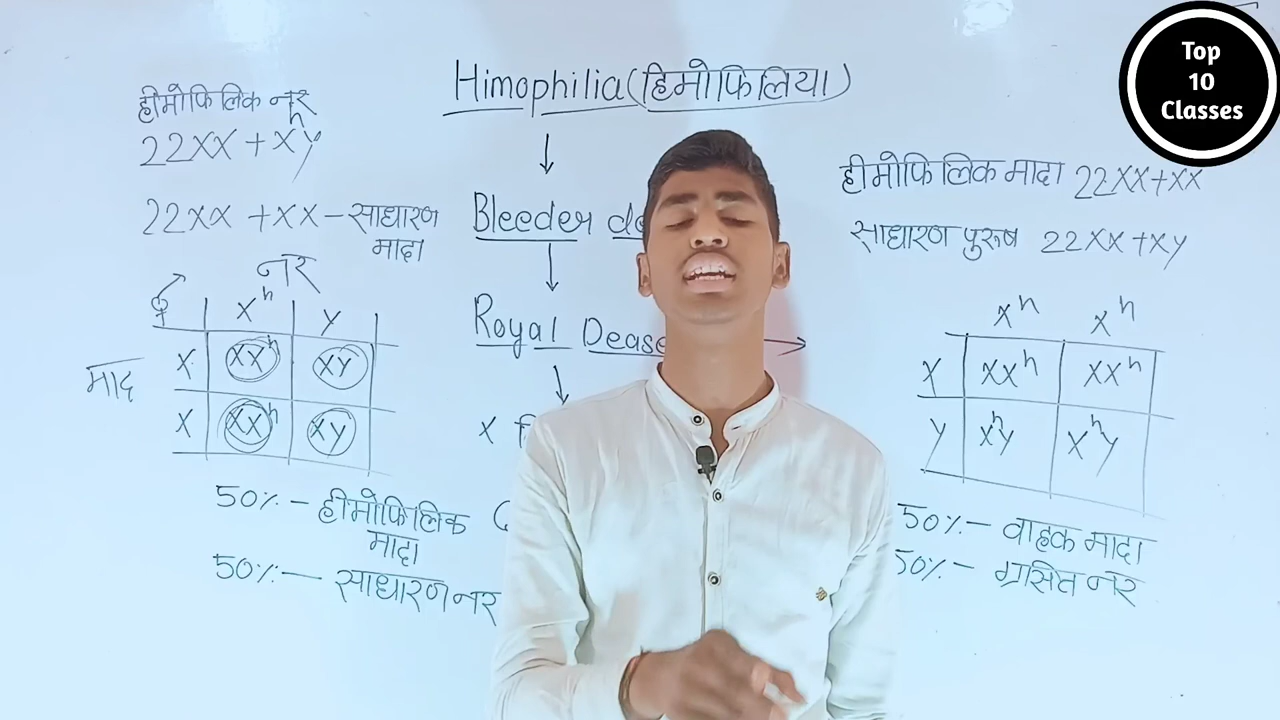 Top
10
Classes
Himophilia (हिमोफिलिया)
Bleeder
Royal Dease
X
हीमोफिलिक नर
22XX + XY
22XX + XX - साधारण
मादा
नर
X^h Y
माद
X XX^h XY
X XX^h XY
50% - हीमोफिलिक
मादा
50% - साधारण नर
हीमोफिलिक मादा 22XX+XX
साधारण पुरुष 22XX+XY
X^h X^h
X XX^h XX^h
Y X^hY X^hY
50% - वाहक मादा
50% - ग्रसित नर